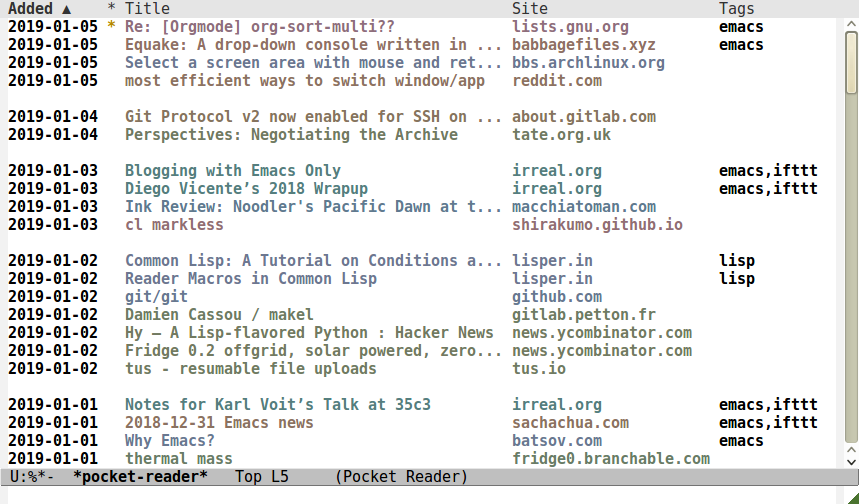 Added ▲ * Title Site Tags
2019-01-05 * Re: [Orgmode] org-sort-multi?? lists.gnu.org emacs
2019-01-05 Equake: A drop-down console written in ... babbagefiles.xyz emacs
2019-01-05 Select a screen area with mouse and ret... bbs.archlinux.org
2019-01-05 most efficient ways to switch window/app reddit.com
2019-01-04 Git Protocol v2 now enabled for SSH on ... about.gitlab.com
2019-01-04 Perspectives: Negotiating the Archive tate.org.uk
2019-01-03 Blogging with Emacs Only irreal.org emacs,ifttt
2019-01-03 Diego Vicente’s 2018 Wrapup irreal.org emacs,ifttt
2019-01-03 Ink Review: Noodler's Pacific Dawn at t... macchiatoman.com
2019-01-03 cl markless shirakumo.github.io
2019-01-02 Common Lisp: A Tutorial on Conditions a... lisper.in lisp
2019-01-02 Reader Macros in Common Lisp lisper.in lisp
2019-01-02 git/git github.com
2019-01-02 Damien Cassou / makel gitlab.petton.fr
2019-01-02 Hy – A Lisp-flavored Python : Hacker News news.ycombinator.com
2019-01-02 Fridge 0.2 offgrid, solar powered, zero... news.ycombinator.com
2019-01-02 tus - resumable file uploads tus.io
2019-01-01 Notes for Karl Voit’s Talk at 35c3 irreal.org emacs,ifttt
2019-01-01 2018-12-31 Emacs news sachachua.com emacs,ifttt
2019-01-01 Why Emacs? batsov.com emacs
2019-01-01 thermal mass fridge0.branchable.com
U:%*- *pocket-reader* Top L5 (Pocket Reader)